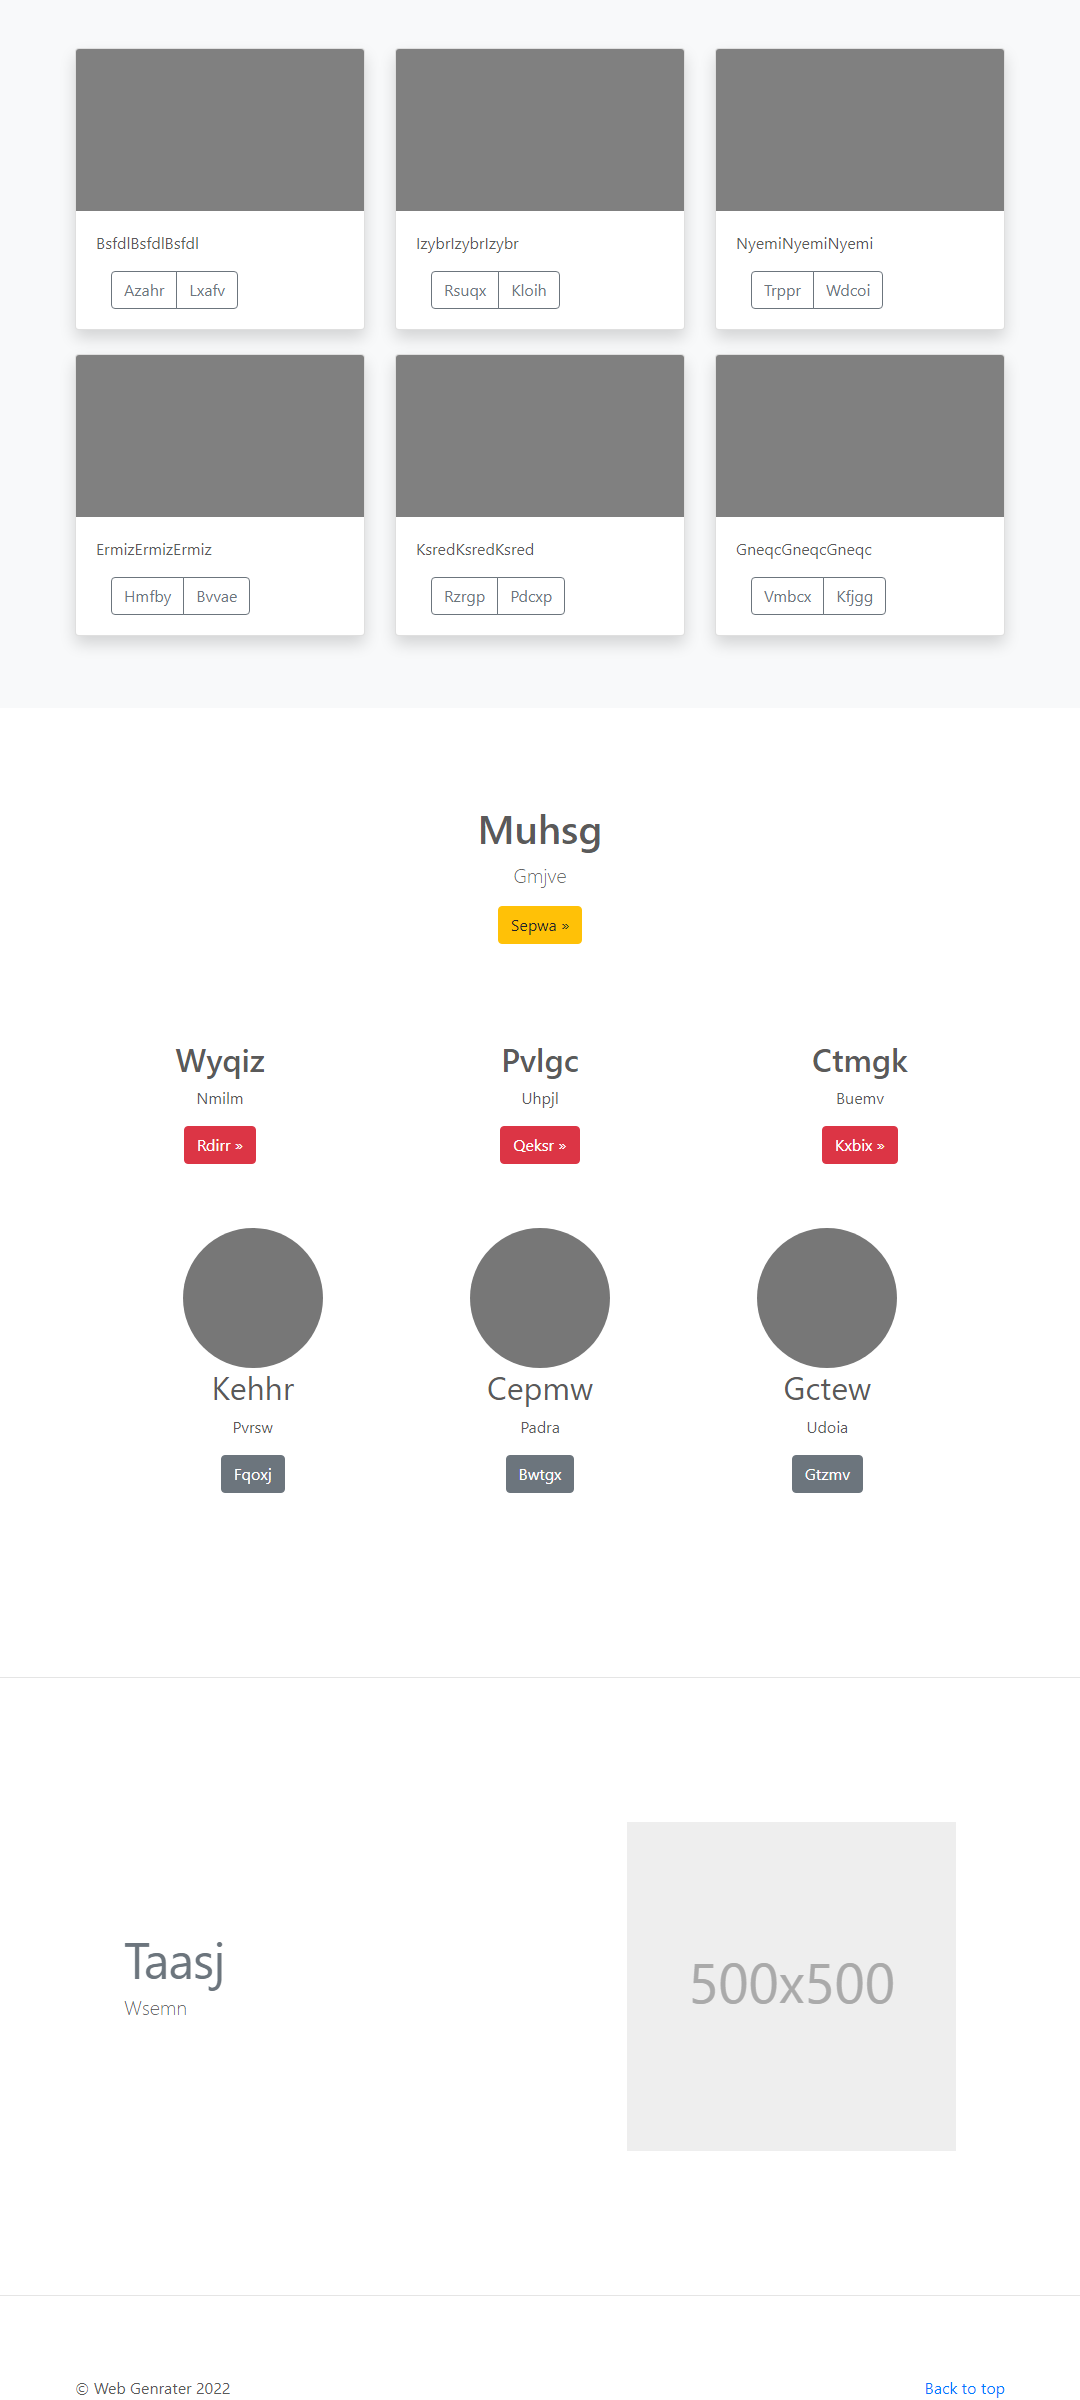 BsfdlBsfdlBsfdl
Azahr Lxafv
IzybrIzybrIzybr
Rsuqx Kloih
NyemiNyemiNyemi
Trppr Wdcoi
ErmizErmizErmiz
Hmfby Bvvae
KsredKsredKsred
Rzrgp Pdcxp
GneqcGneqcGneqc
Vmbcx Kfjgg
Muhsg
Gmjve
Sepwa »
Wyqiz
Nmilm
Rdirr »
Pvlgc
Uhpjl
Qeksr »
Ctmgk
Buemv
Kxbix »
Kehhr
Pvrsw
Fqoxj
Cepmw
Padra
Bwtgx
Gctew
Udoia
Gtzmv
Taasj
Wsemn
500x500
© Web Genrater 2022
Back to top